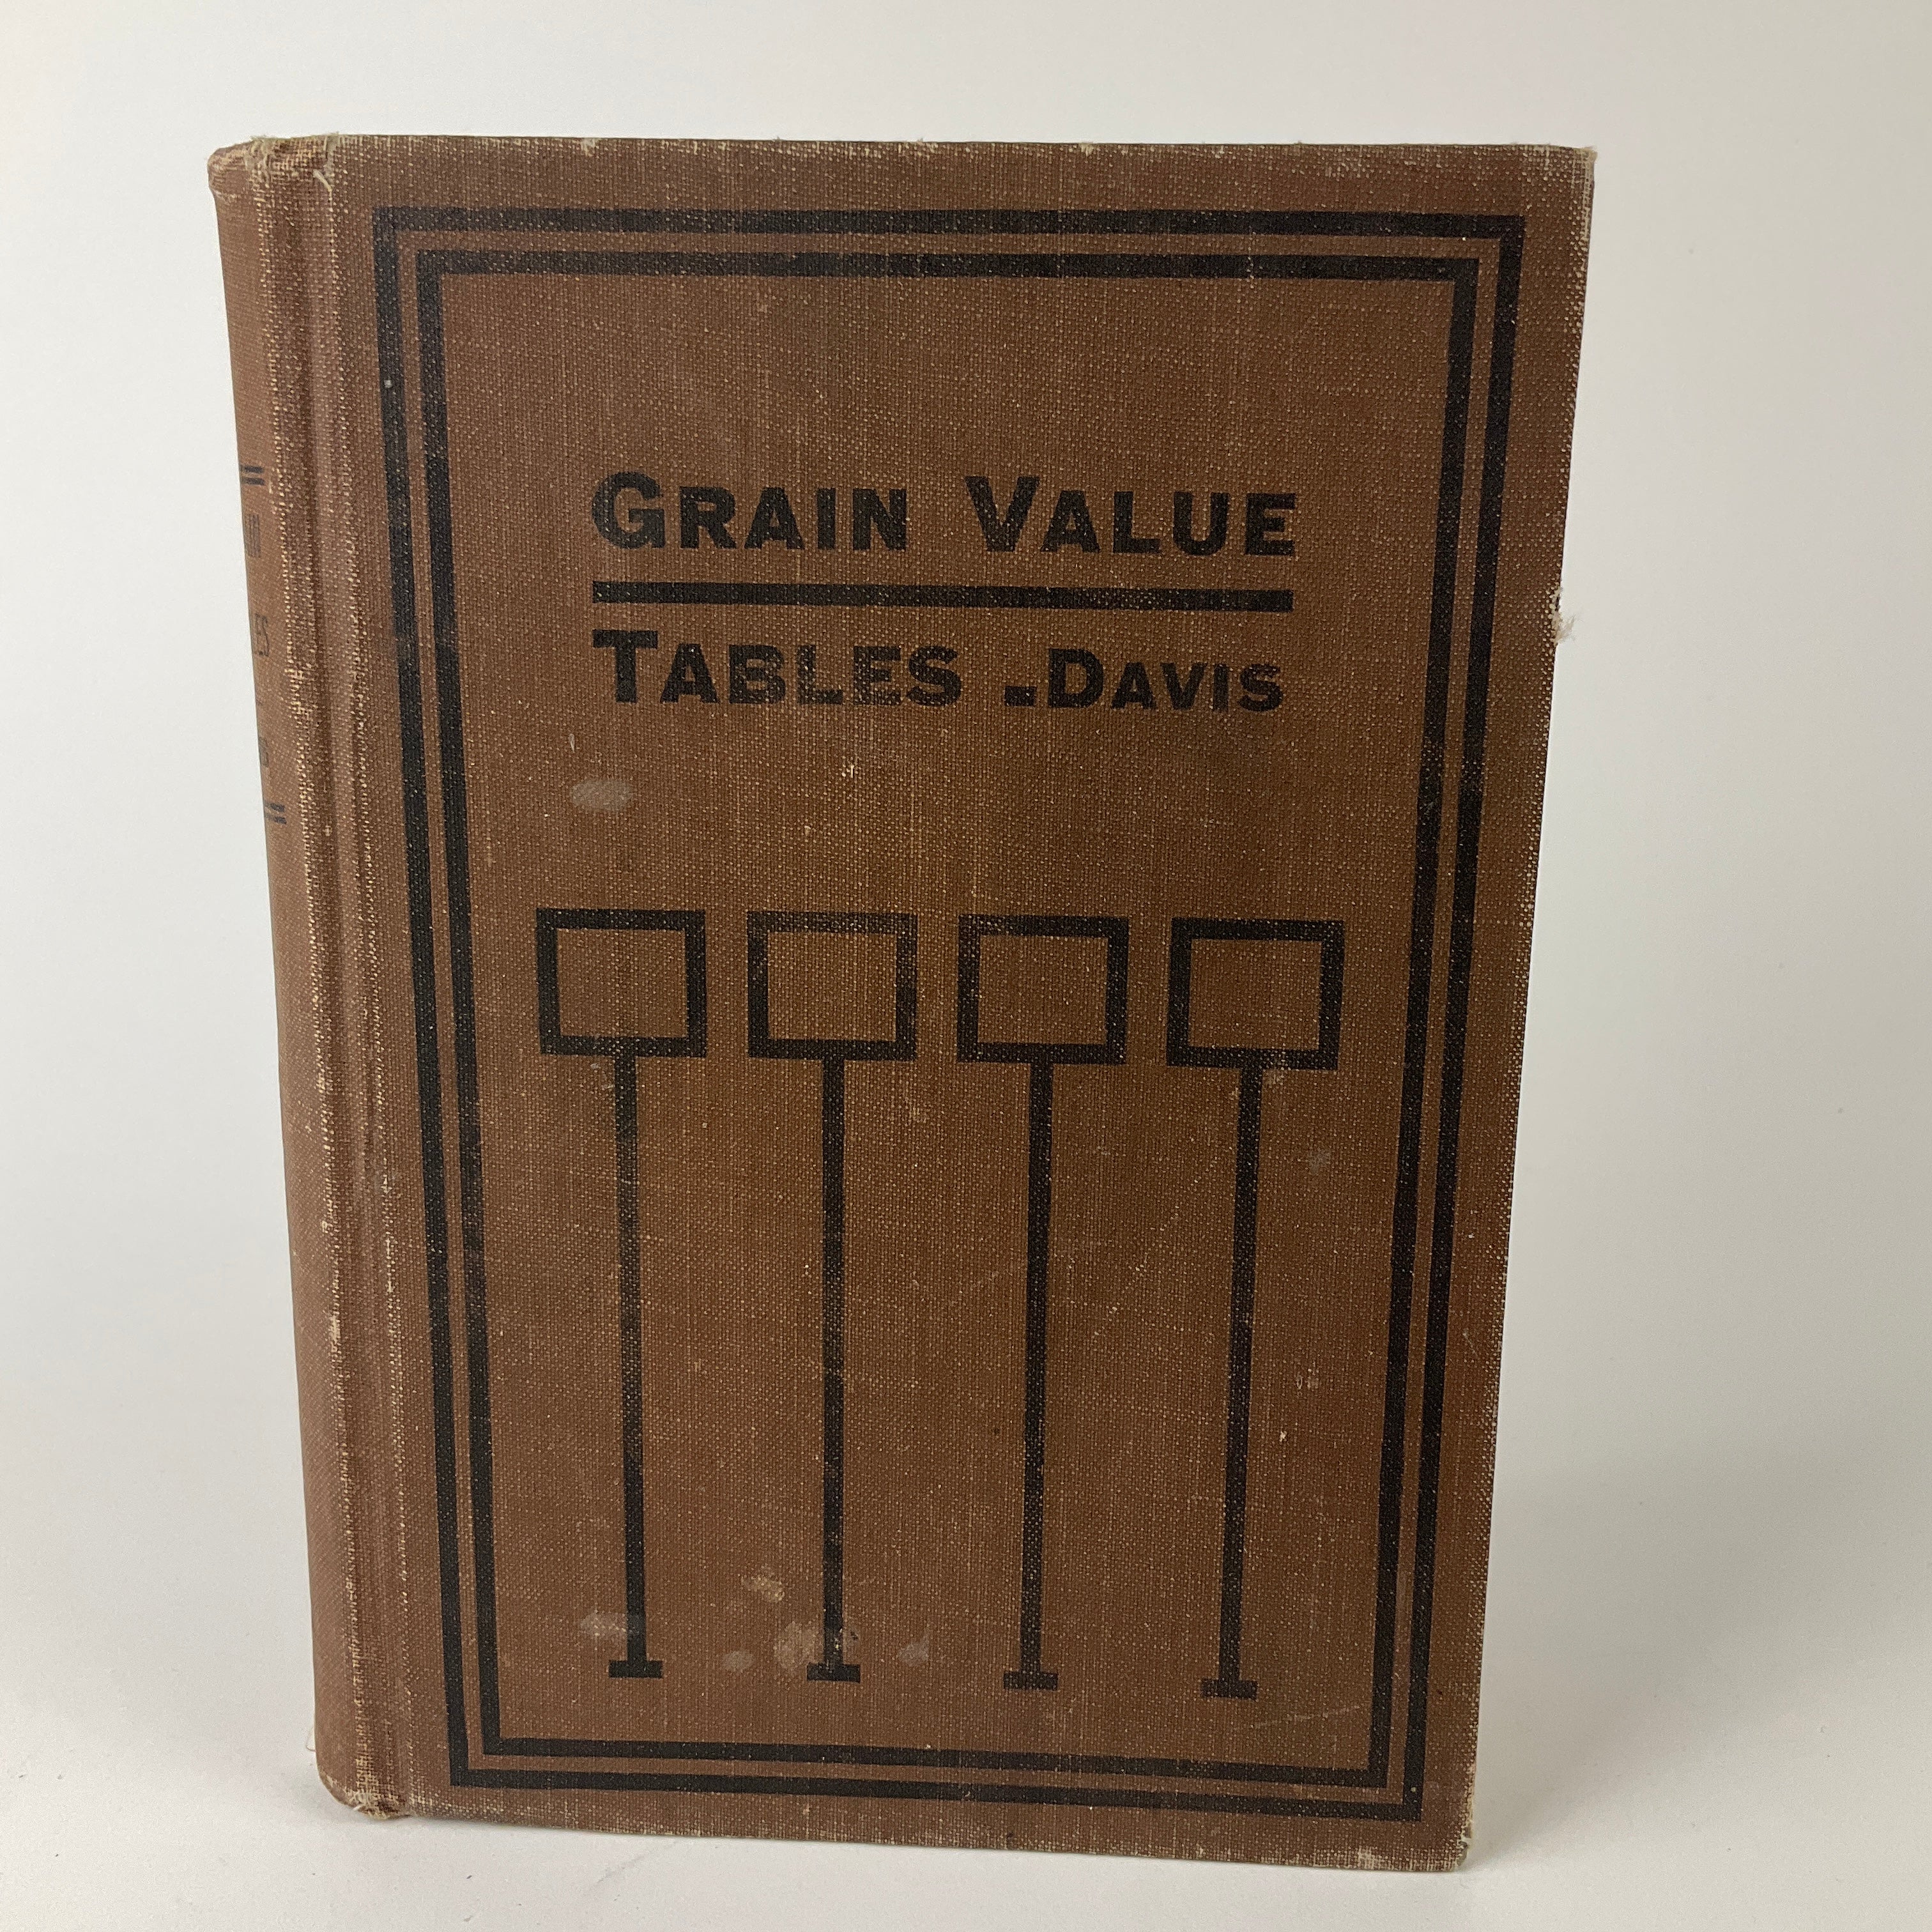 GRAIN VALUE
TABLES -DAVIS